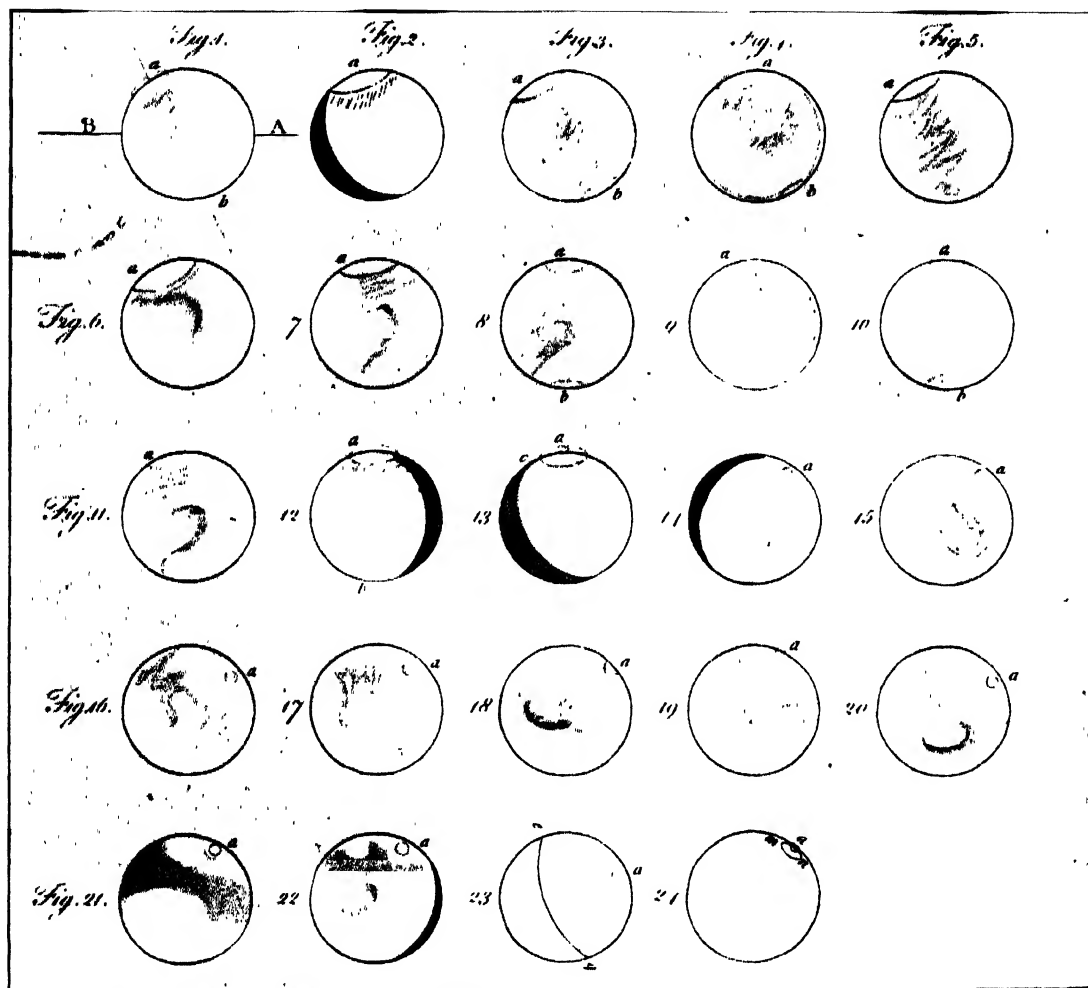 Fig. 1. Fig. 2. Fig. 3. Fig. 4. Fig. 5.
a a a a a
B A
b b b
Fig. 6. 7 8 9 10
a a a a a
b b
Fig. 11. 12 13 14 15
a a c a a a
b
Fig. 16. 17 18 19 20
a a a a a
Fig. 21. 22 23 24
a a a